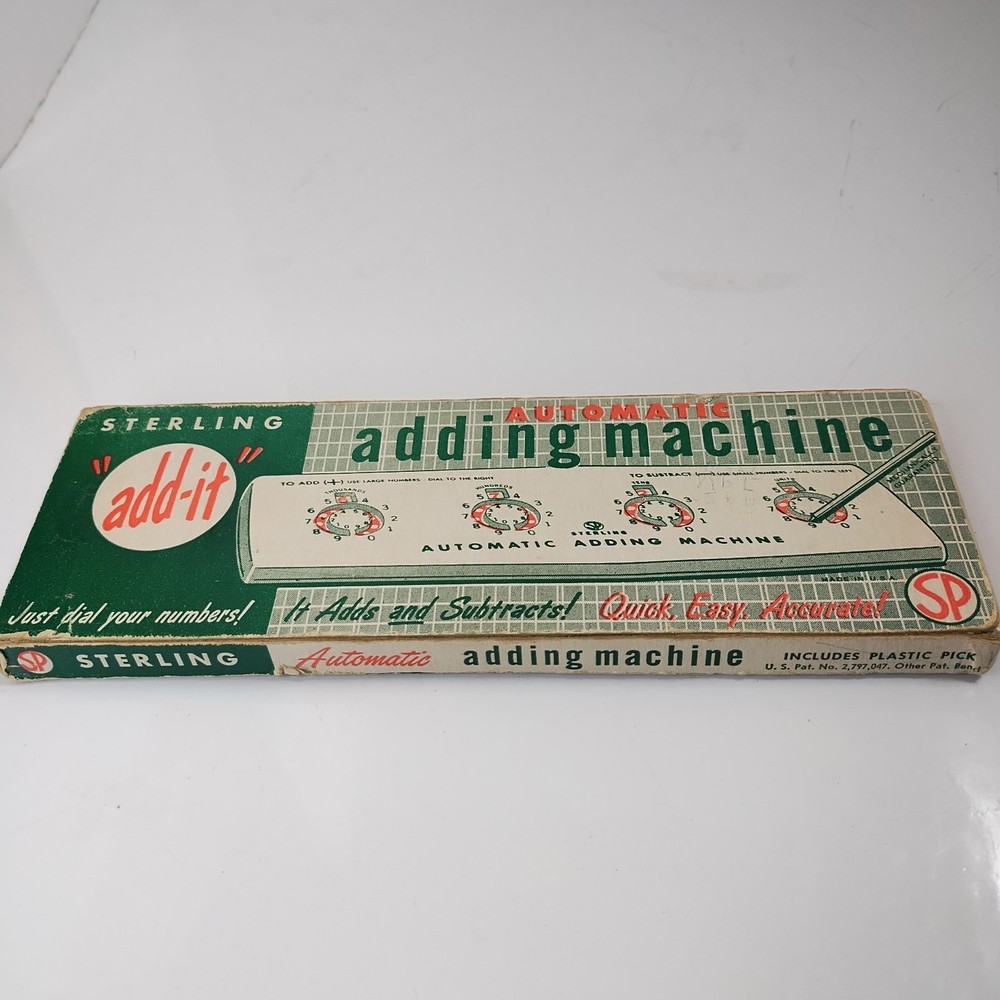 STERLING
"add-it"
Just dial your numbers!
AUTOMATIC
adding machine
TO ADD (+) USE LARGE NUMBERS - DIAL TO THE RIGHT
TO SUBTRACT (—) USE SMALL NUMBERS - DIAL TO THE LEFT
THOUSANDS
HUNDREDS
TENS
UNITS
SP
STERLING
AUTOMATIC ADDING MACHINE
MADE IN U.S.A.
It Adds and Subtracts!
Quick, Easy, Accurate!
SP
SP
STERLING
Automatic
adding machine
INCLUDES PLASTIC PICK
U. S. Pat. No. 2,797,047. Other Pat. Pen.